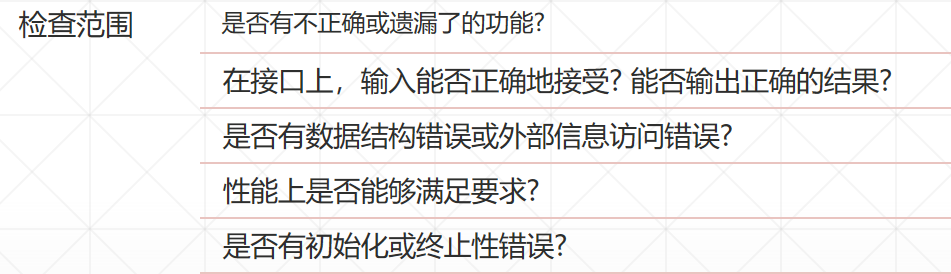 检查范围
是否有不正确或遗漏了的功能?
在接口上，输入能否正确地接受? 能否输出正确的结果?
是否有数据结构错误或外部信息访问错误?
性能上是否能够满足要求?
是否有初始化或终止性错误?